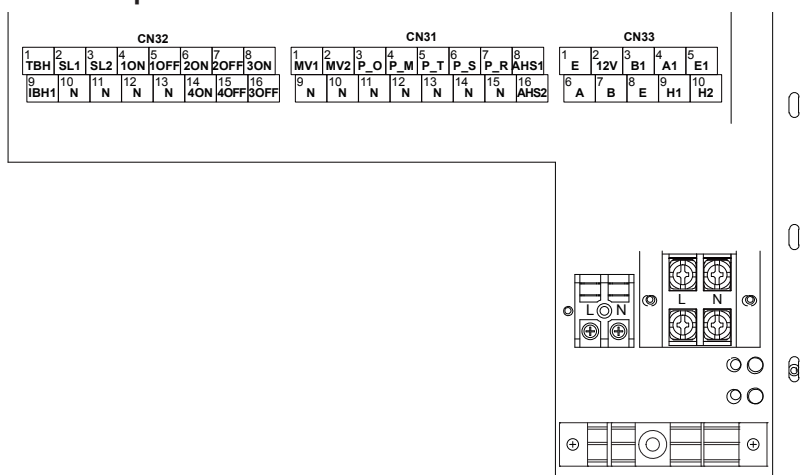 CN32 CN31 CN33
1 TBH 2 SL1 3 SL2 4 1ON 5 1OFF 6 2ON 7 2OFF 8 3ON
9 IBH1 10 N 11 N 12 N 13 N 14 4ON 15 4OFF 16 3OFF
1 MV1 2 MV2 3 P_O 4 P_M 5 P_T 6 P_S 7 P_R 8 AHS1
9 N 10 N 11 N 12 N 13 N 14 N 15 N 16 AHS2
1 E 2 12V 3 B1 4 A1 5 E1
6 A 7 B 8 E 9 H1 10 H2
L N
L N